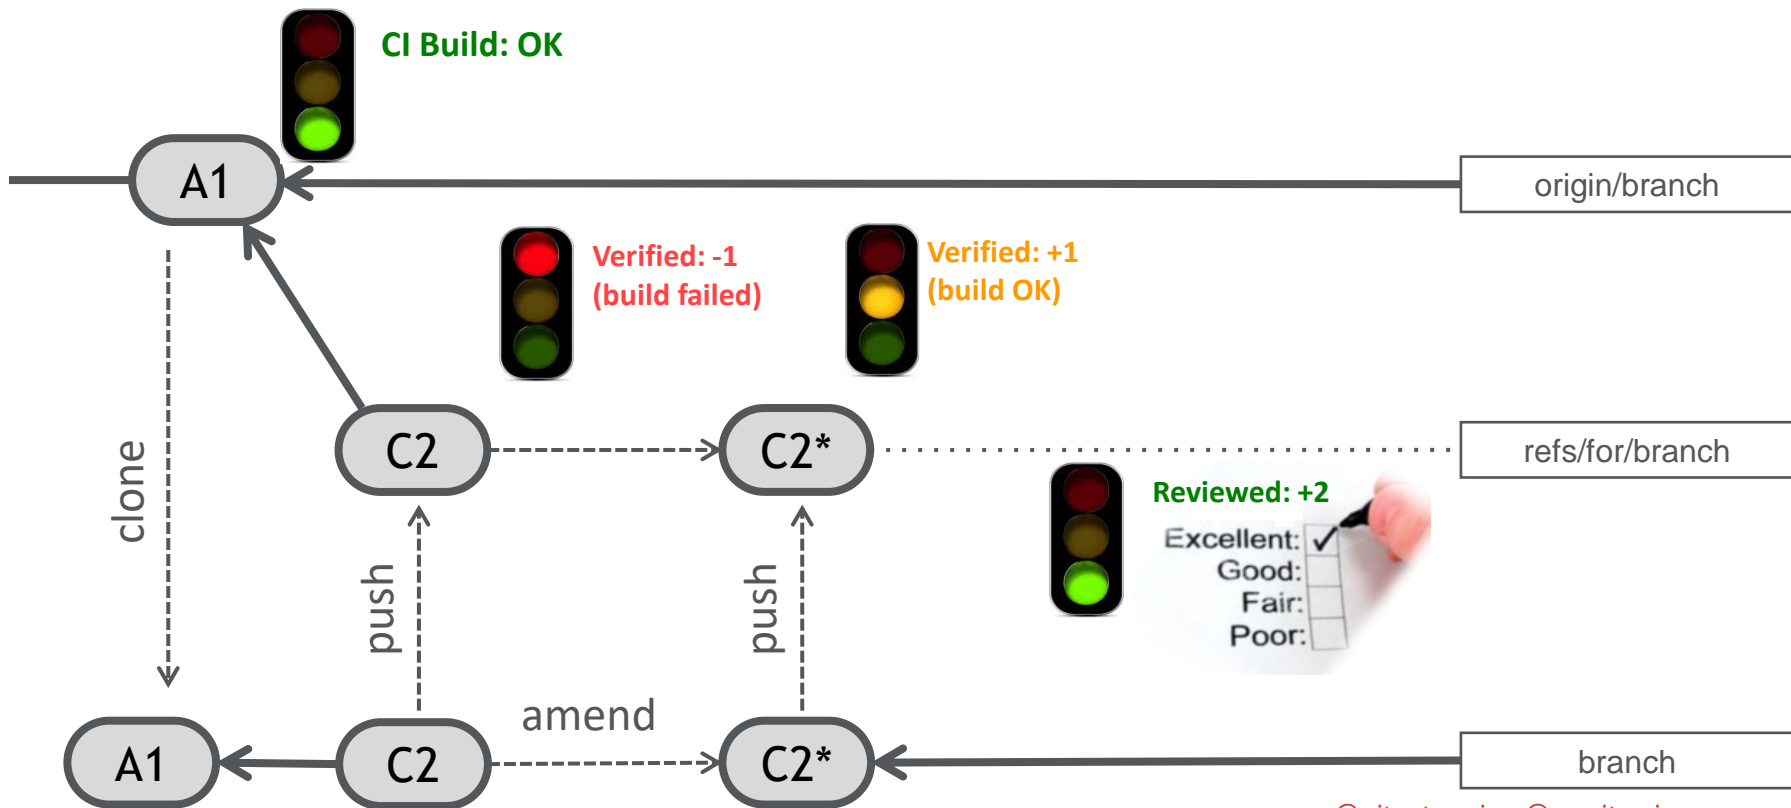 CI Build: OK
A1
origin/branch
Verified: -1
(build failed)
Verified: +1
(build OK)
clone
C2
C2*
refs/for/branch
Reviewed: +2
Excellent:
Good:
Fair:
Poor:
push
push
amend
A1
C2
C2*
branch